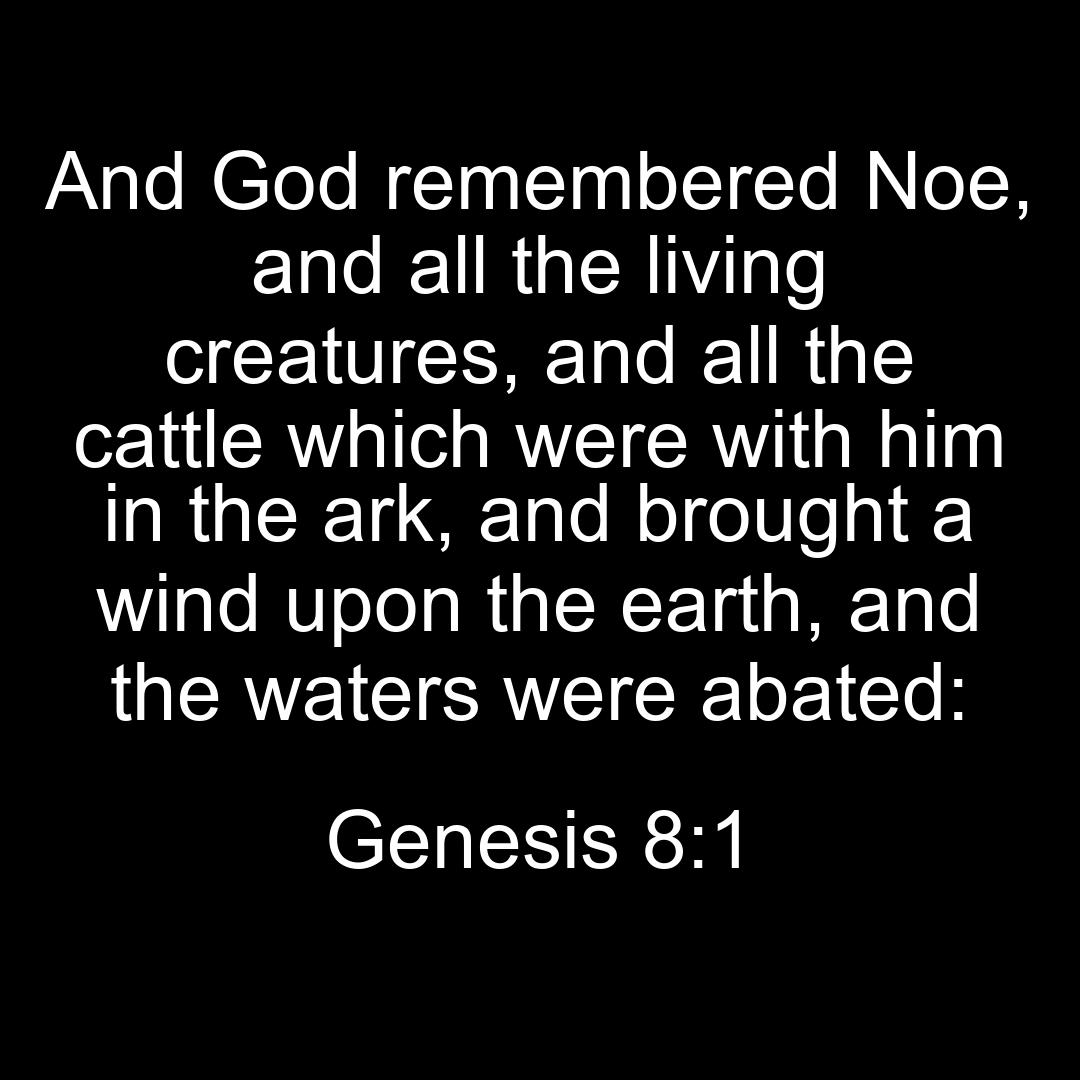 And God remembered Noe,
and all the living
creatures, and all the
cattle which were with him
in the ark, and brought a
wind upon the earth, and
the waters were abated:
Genesis 8:1